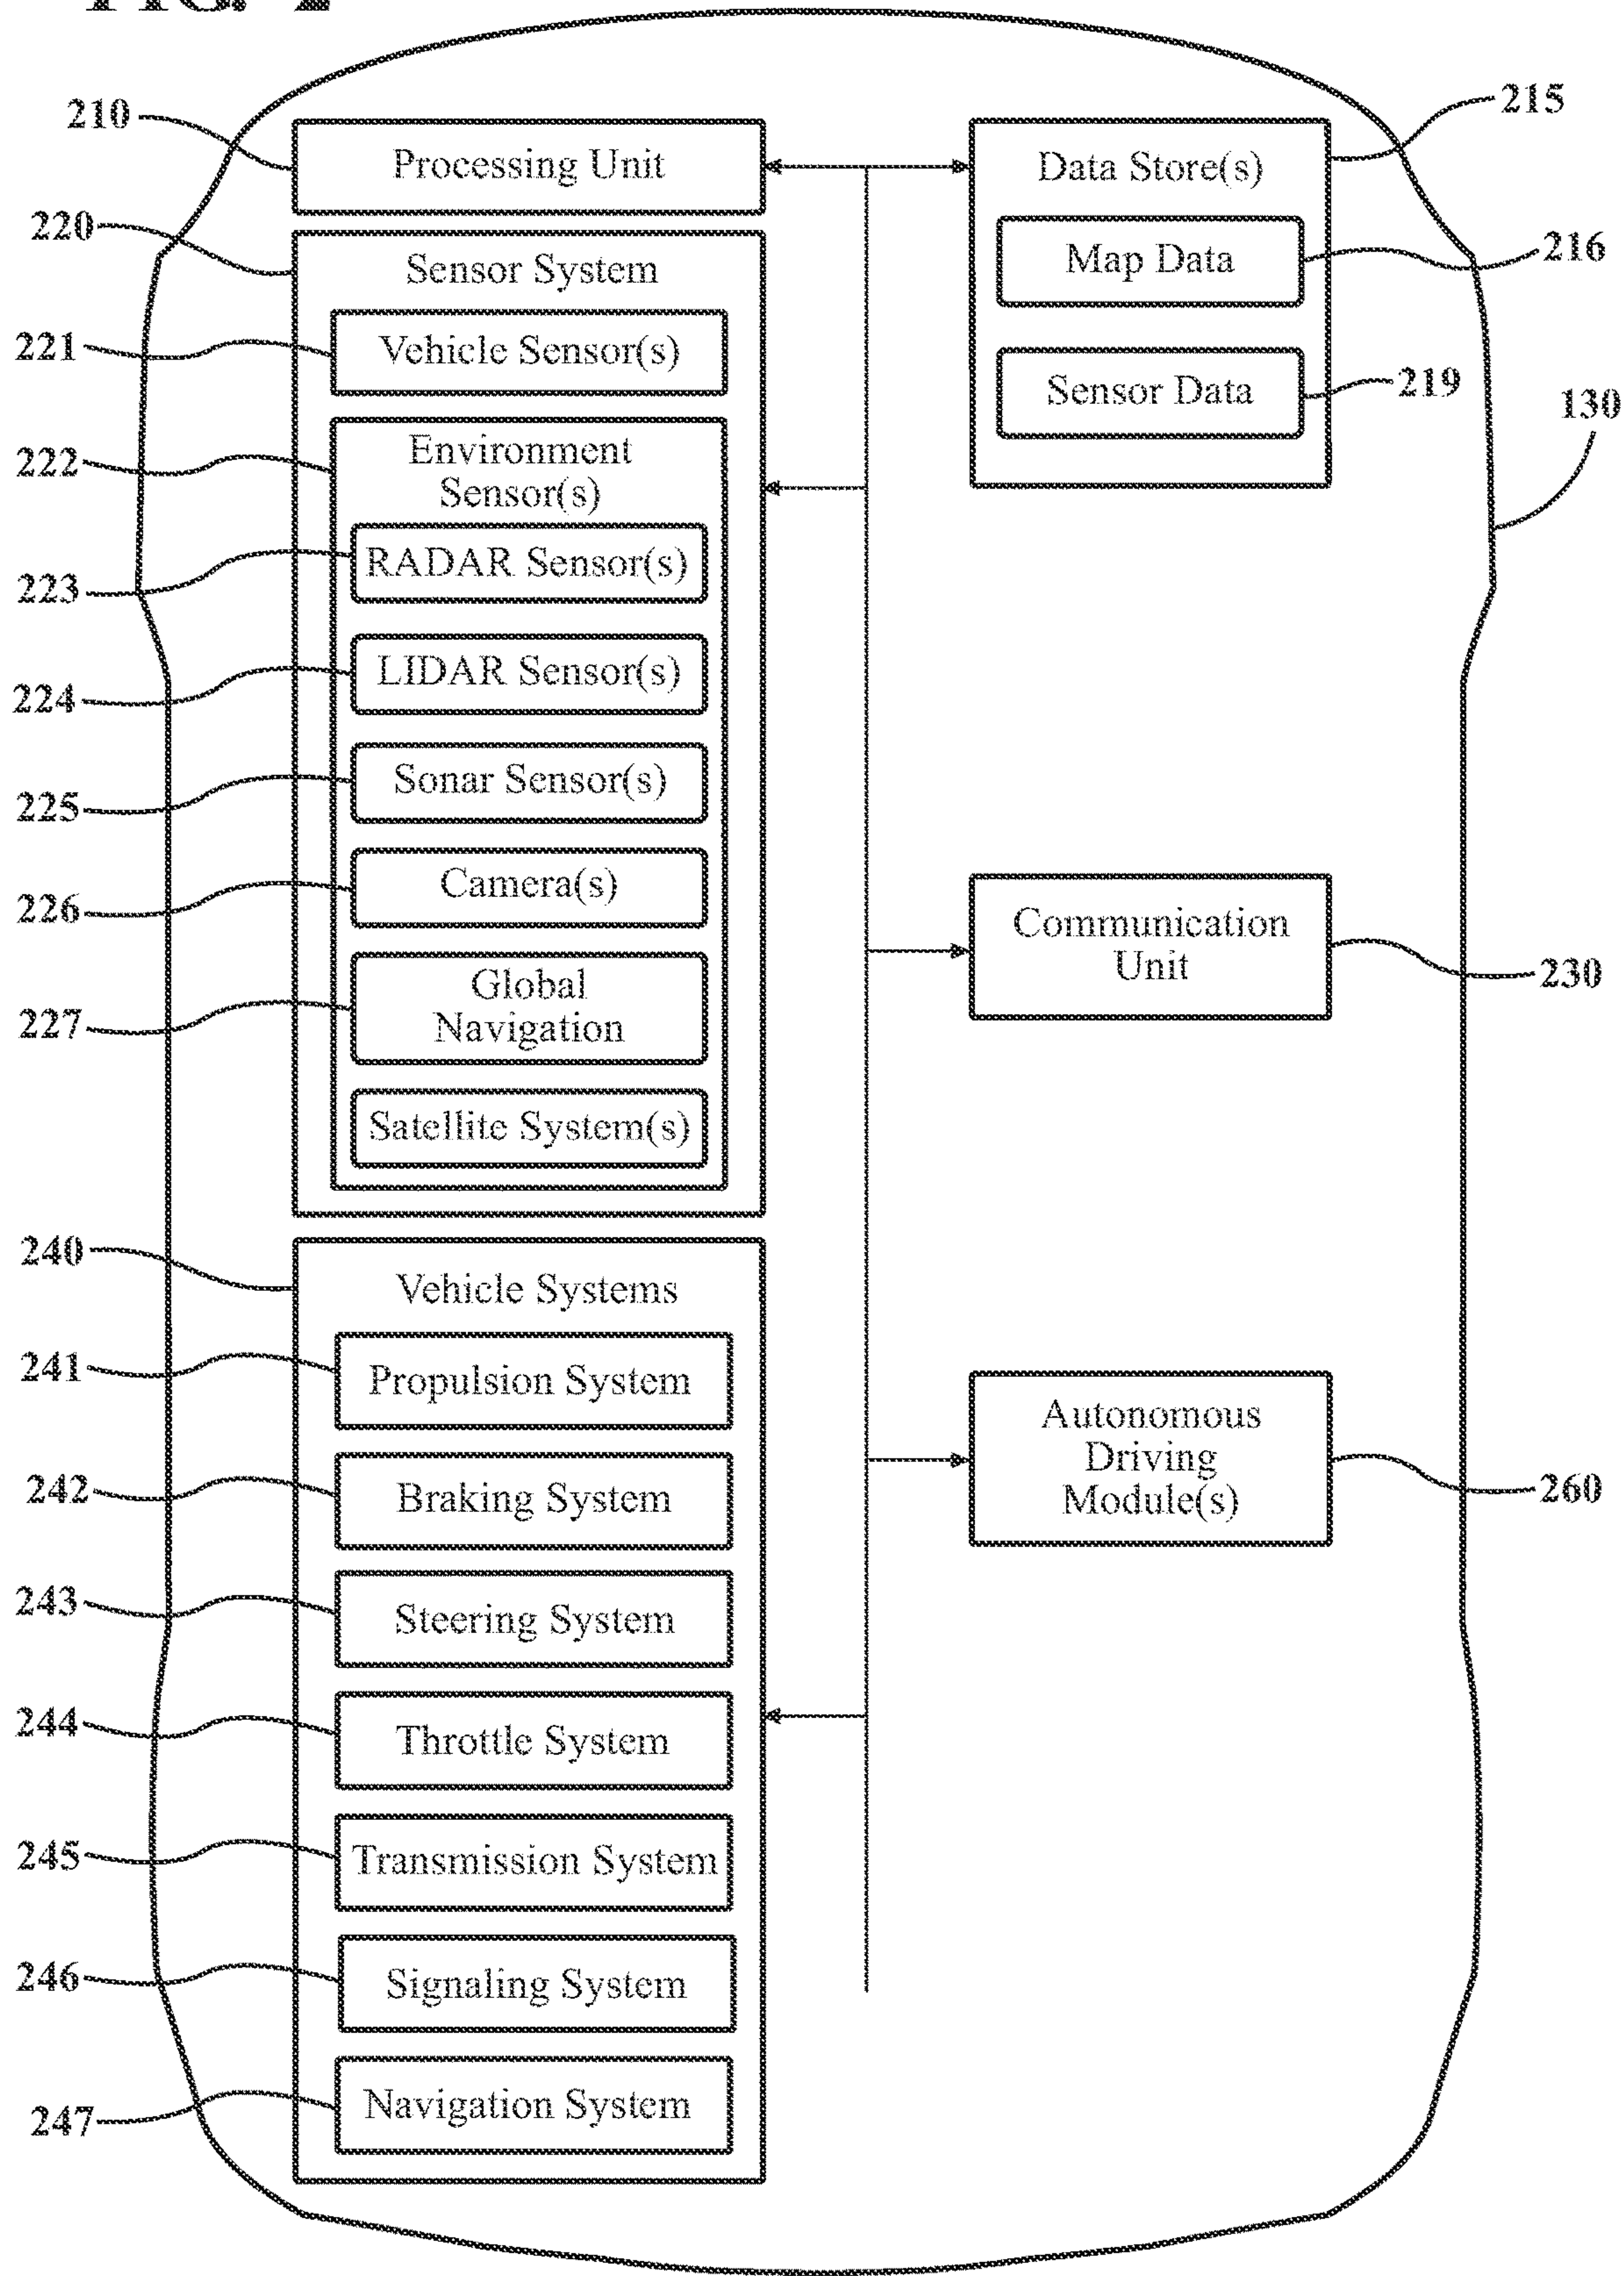 210
Processing Unit
220
Sensor System
221
Vehicle Sensor(s)
222
Environment
Sensor(s)
223
RADAR Sensor(s)
224
LIDAR Sensor(s)
225
Sonar Sensor(s)
226
Camera(s)
227
Global
Navigation
Satellite System(s)
240
Vehicle Systems
241
Propulsion System
242
Braking System
243
Steering System
244
Throttle System
245
Transmission System
246
Signaling System
247
Navigation System
215
Data Store(s)
Map Data
216
Sensor Data
219
130
Communication
Unit
230
Autonomous
Driving
Module(s)
260